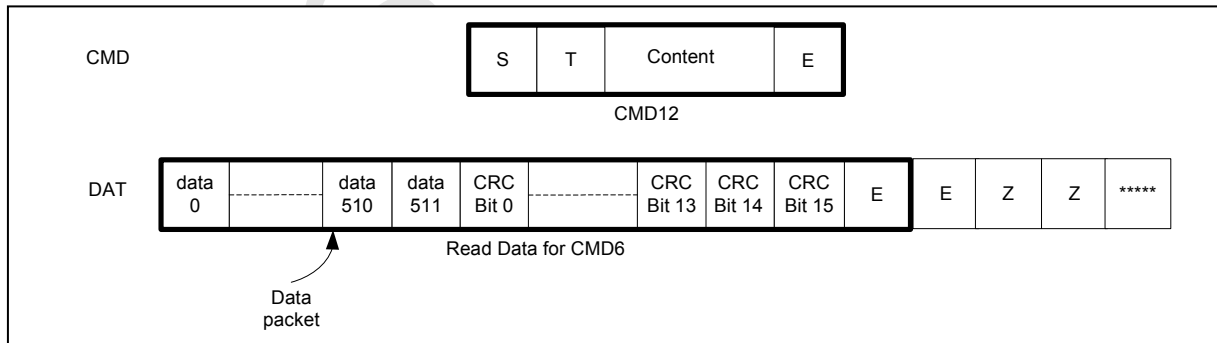 CMD
S T Content E
CMD12
DAT
data 0 data 510 data 511 CRC Bit 0 CRC Bit 13 CRC Bit 14 CRC Bit 15 E E Z Z *****
Read Data for CMD6
Data
packet